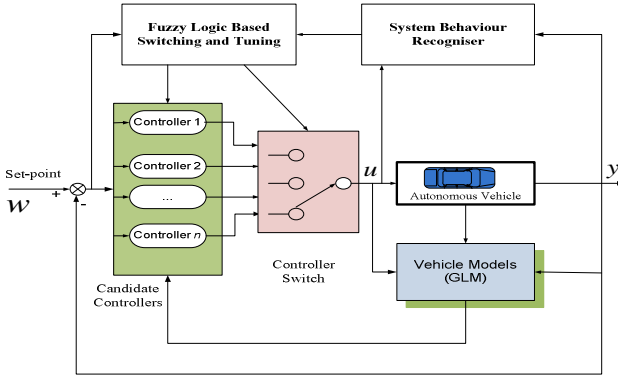 Fuzzy Logic Based
Switching and Tuning
System Behaviour
Recogniser
Controller 1
Controller 2
...
Controller n
Set-point
w
+
-
u
y
Autonomous Vehicle
Vehicle Models
(GLM)
Controller
Switch
Candidate
Controllers